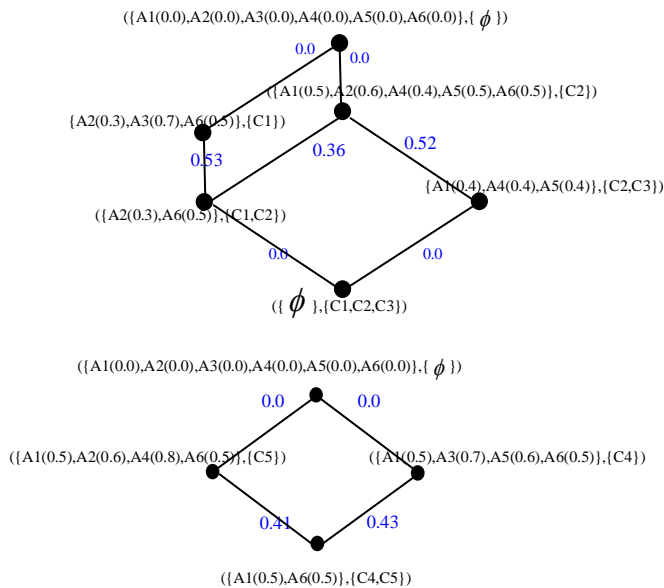 ({A1(0.0),A2(0.0),A3(0.0),A4(0.0),A5(0.0),A6(0.0)},{ ϕ })
0.0
0.0
({A1(0.5),A2(0.6),A4(0.4),A5(0.5),A6(0.5)},{C2})
{A2(0.3),A3(0.7),A6(0.5)},{C1})
0.53
0.36
0.52
{A1(0.4),A4(0.4),A5(0.4)},{C2,C3})
({A2(0.3),A6(0.5)},{C1,C2})
0.0
0.0
({ ϕ },{C1,C2,C3})
({A1(0.0),A2(0.0),A3(0.0),A4(0.0),A5(0.0),A6(0.0)},{ ϕ })
0.0
0.0
({A1(0.5),A2(0.6),A4(0.8),A6(0.5)},{C5})
({A1(0.5),A3(0.7),A5(0.6),A6(0.5)},{C4})
0.41
0.43
({A1(0.5),A6(0.5)},{C4,C5})